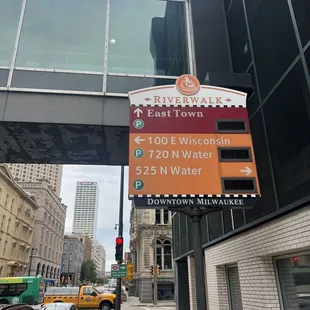 RIVERWALK
↑ East Town
P
← 100 E Wisconsin
P 720 N Water
525 N Water →
P
DOWNTOWN MILWAUKEE